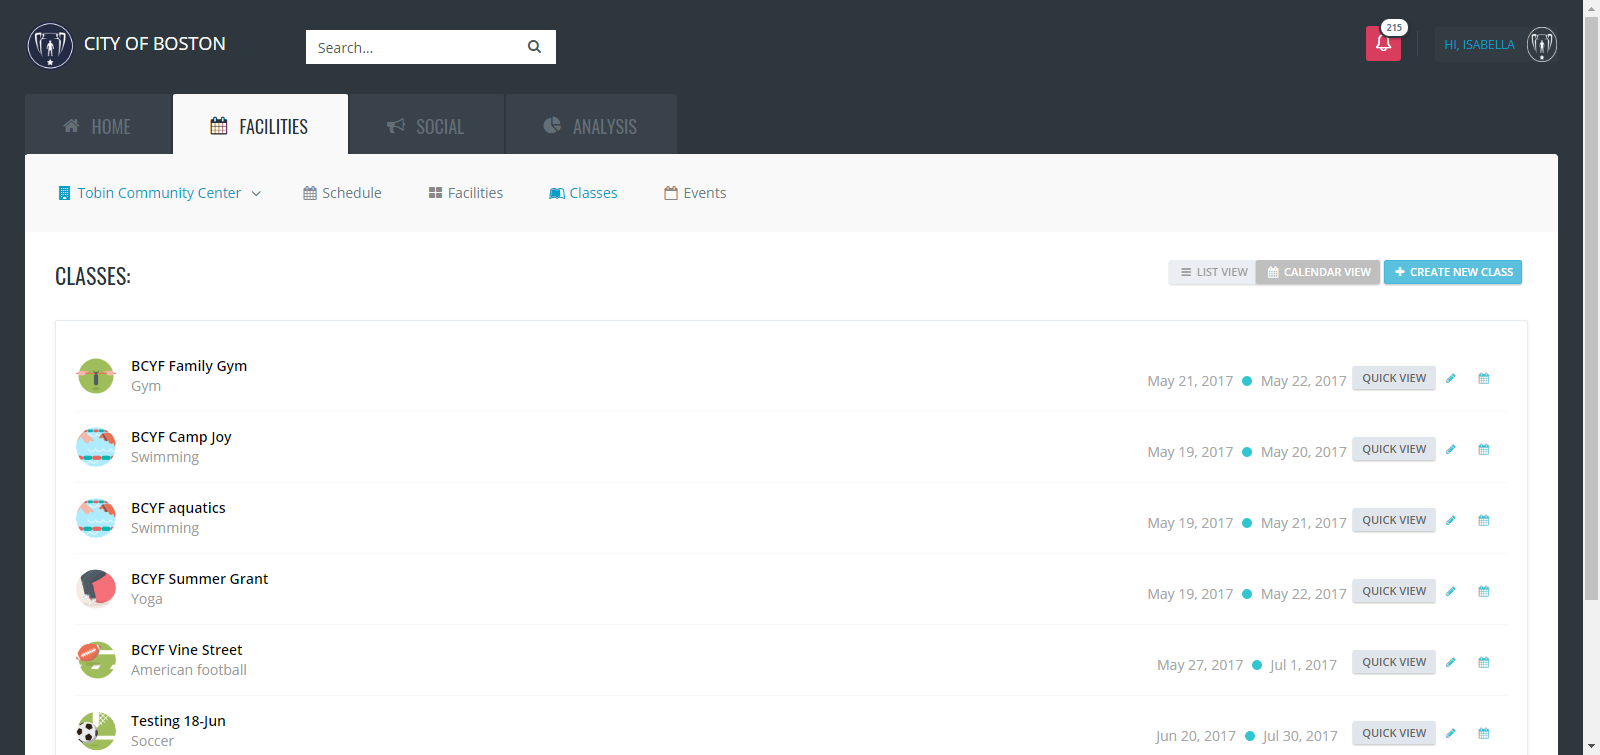 CITY OF BOSTON
Search...
215
HI, ISABELLA
HOME
FACILITIES
SOCIAL
ANALYSIS
Tobin Community Center
Schedule
Facilities
Classes
Events
CLASSES:
LIST VIEW
CALENDAR VIEW
CREATE NEW CLASS
BCYF Family Gym
Gym
May 21, 2017 May 22, 2017 QUICK VIEW
BCYF Camp Joy
Swimming
May 19, 2017 May 20, 2017 QUICK VIEW
BCYF aquatics
Swimming
May 19, 2017 May 21, 2017 QUICK VIEW
BCYF Summer Grant
Yoga
May 19, 2017 May 22, 2017 QUICK VIEW
BCYF Vine Street
American football
May 27, 2017 Jul 1, 2017 QUICK VIEW
Testing 18-Jun
Soccer
Jun 20, 2017 Jul 30, 2017 QUICK VIEW